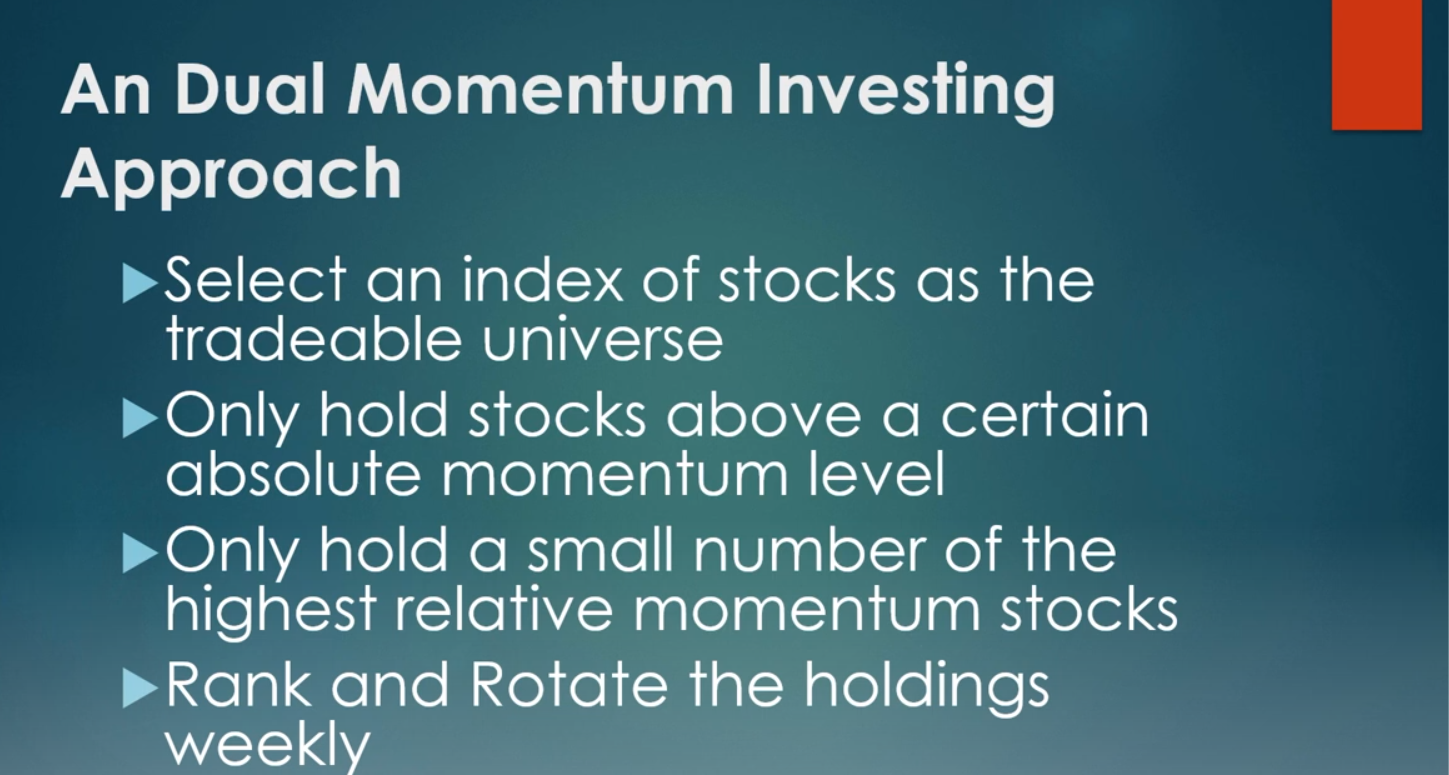 An Dual Momentum Investing
Approach
Select an index of stocks as the
tradeable universe
Only hold stocks above a certain
absolute momentum level
Only hold a small number of the
highest relative momentum stocks
Rank and Rotate the holdings
weekly